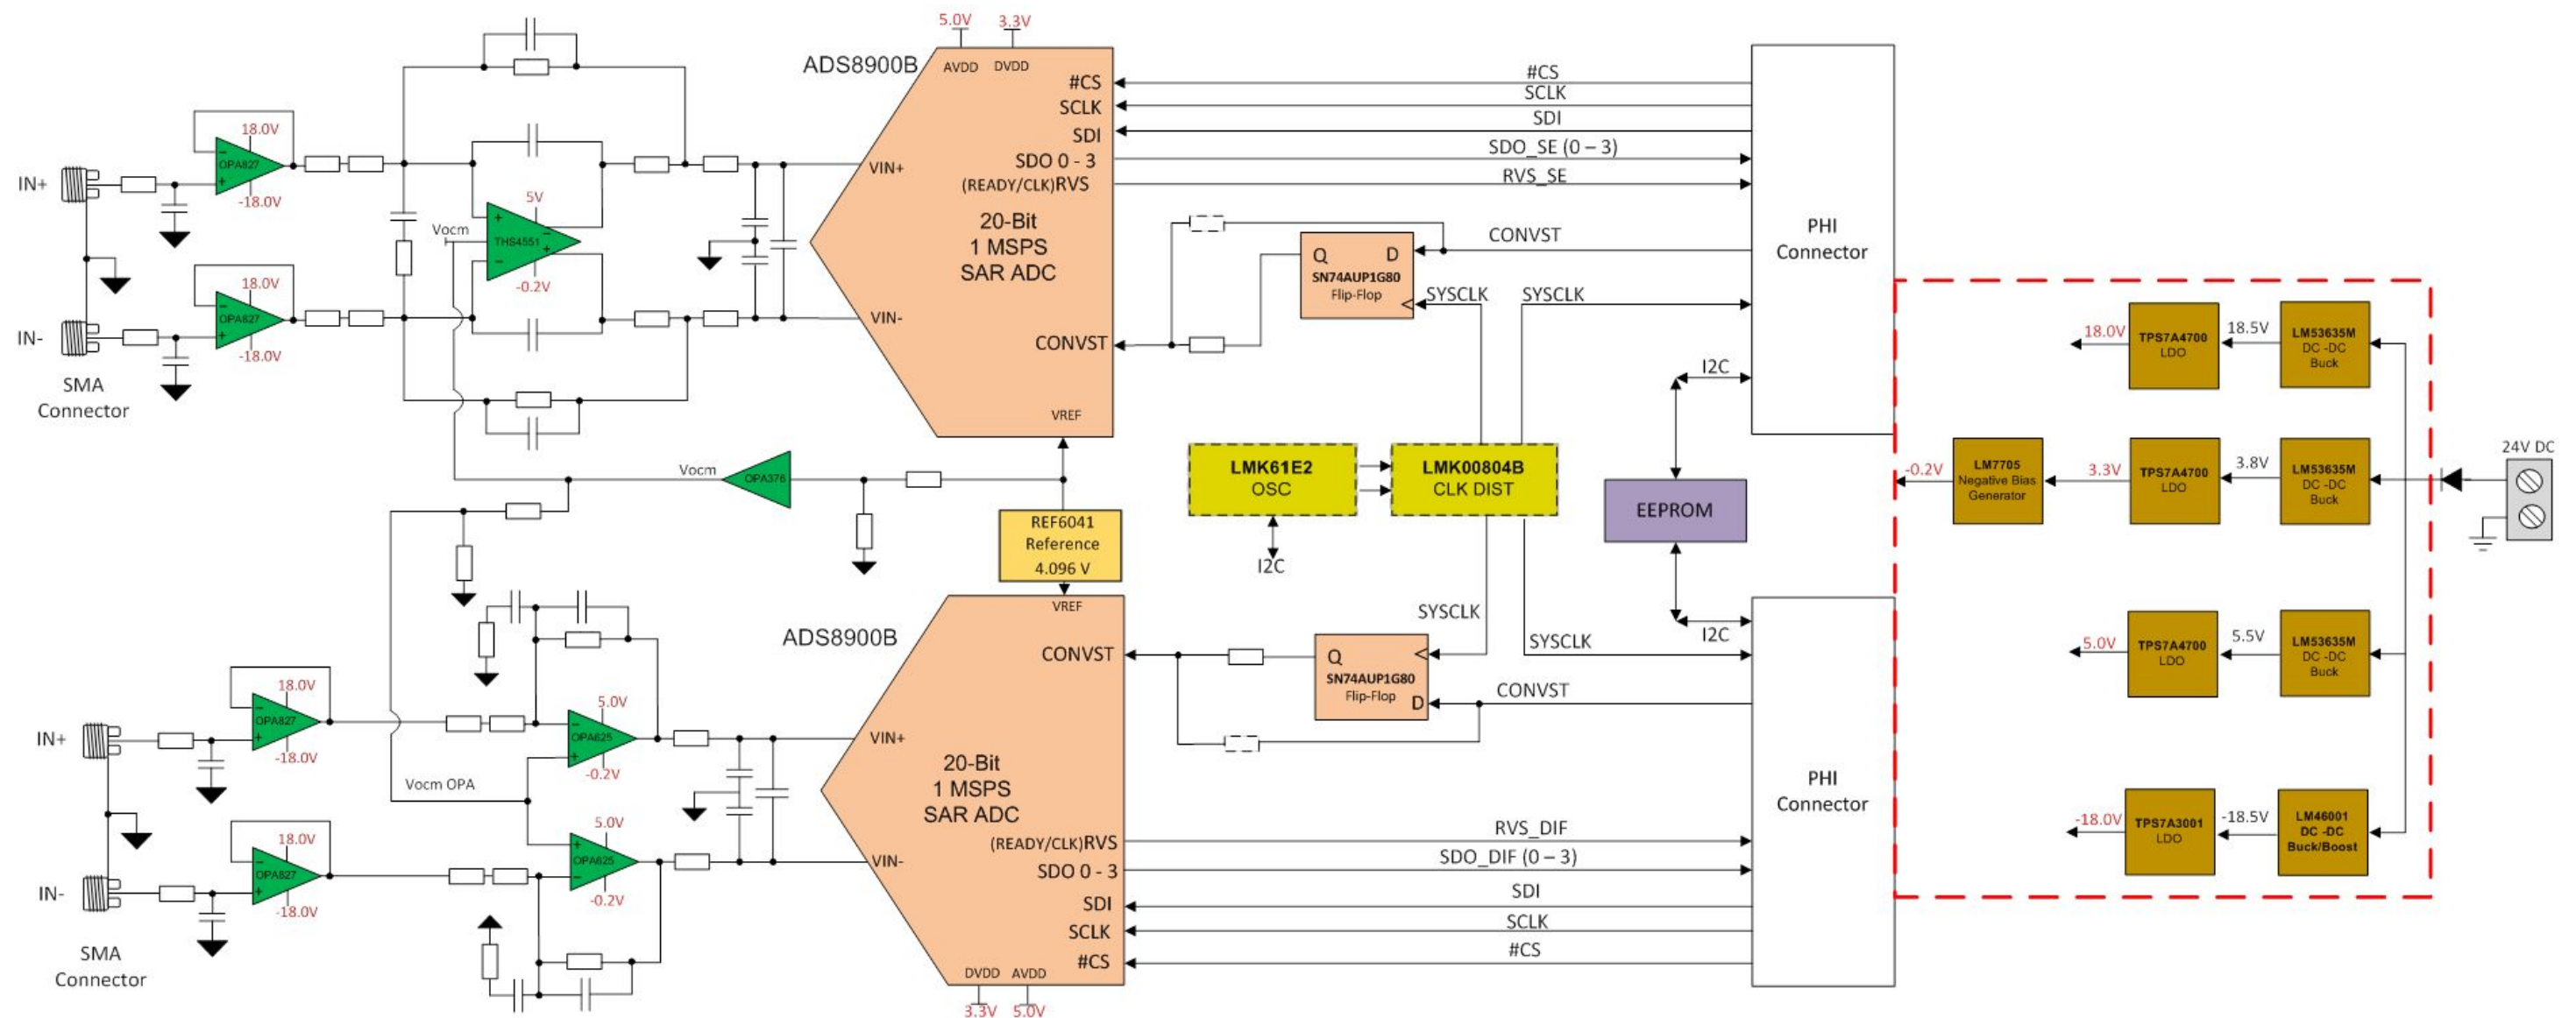 5.0V
3.3V
ADS8900B
AVDD
DVDD
#CS
SCLK
SDI
SDO 0 - 3
(READY/CLK)RVS
VIN+
20-Bit
1 MSPS
SAR ADC
VIN-
CONVST
VREF
IN+
18.0V
OPA827
-18.0V
IN-
18.0V
OPA827
-18.0V
SMA
Connector
Vocm
5V
THS4551
-0.2V
#CS
SCLK
SDI
SDO_SE (0 – 3)
RVS_SE
CONVST
Q
D
SN74AUP1G80
Flip-Flop
SYSCLK
SYSCLK
PHI
Connector
I2C
Vocm
OPA376
REF6041
Reference
4.096 V
LMK61E2
OSC
I2C
LMK00804B
CLK DIST
EEPROM
I2C
SYSCLK
SYSCLK
18.0V
TPS7A4700
LDO
18.5V
LM53635M
DC -DC
Buck
-0.2V
LM7705
Negative Bias
Generator
3.3V
TPS7A4700
LDO
3.8V
LM53635M
DC -DC
Buck
24V DC
5.0V
TPS7A4700
LDO
5.5V
LM53635M
DC -DC
Buck
-18.0V
TPS7A3001
LDO
-18.5V
LM46001
DC -DC
Buck/Boost
VREF
ADS8900B
CONVST
VIN+
20-Bit
1 MSPS
SAR ADC
(READY/CLK)RVS
VIN-
SDO 0 - 3
SDI
SCLK
#CS
DVDD
AVDD
3.3V
5.0V
IN+
18.0V
OPA827
-18.0V
IN-
18.0V
OPA827
-18.0V
SMA
Connector
Vocm OPA
5.0V
OPA625
-0.2V
5.0V
OPA625
-0.2V
Q
SN74AUP1G80
Flip-Flop
D
CONVST
PHI
Connector
RVS_DIF
SDO_DIF (0 – 3)
SDI
SCLK
#CS